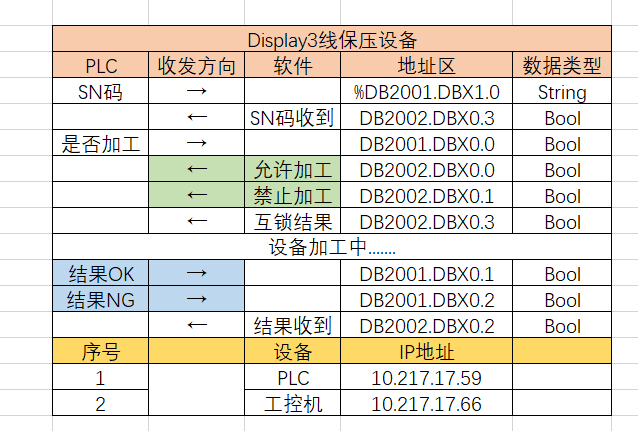 Display3线保压设备
PLC 收发方向 软件 地址区 数据类型
SN码 → %DB2001.DBX1.0 String
← SN码收到 DB2002.DBX0.3 Bool
是否加工 → DB2001.DBX0.0 Bool
← 允许加工 DB2002.DBX0.0 Bool
← 禁止加工 DB2002.DBX0.1 Bool
← 互锁结果 DB2002.DBX0.3 Bool
设备加工中.......
结果OK → DB2001.DBX0.1 Bool
结果NG → DB2001.DBX0.2 Bool
← 结果收到 DB2002.DBX0.2 Bool
序号 设备 IP地址
1 PLC 10.217.17.59
2 工控机 10.217.17.66